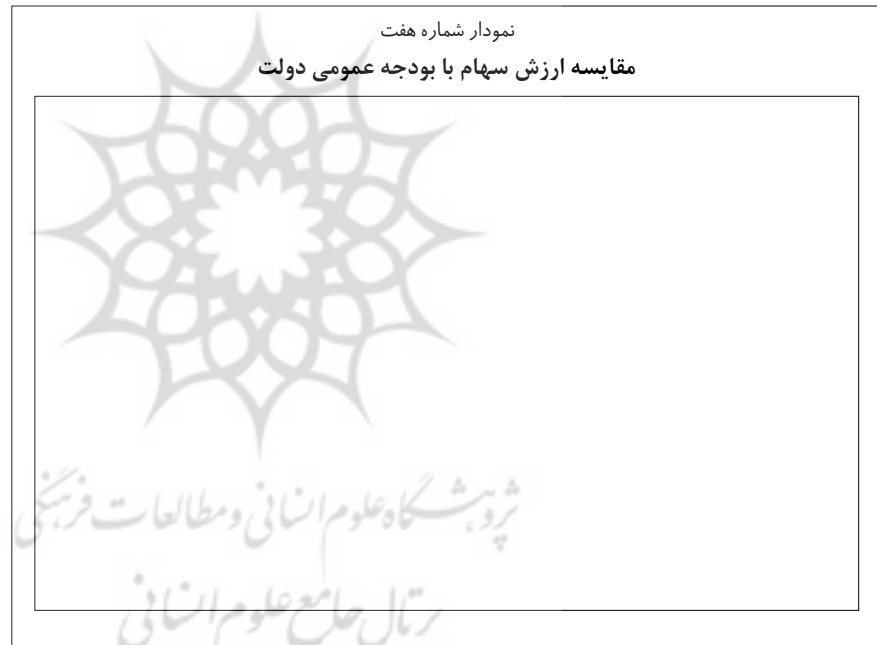 نمودار شماره هفت
مقایسه ارزش سهام با بودجه عمومی دولت
پژوهشگاه علوم انسانی و مطالعات فرهنگی
پرتال جامع علوم انسانی